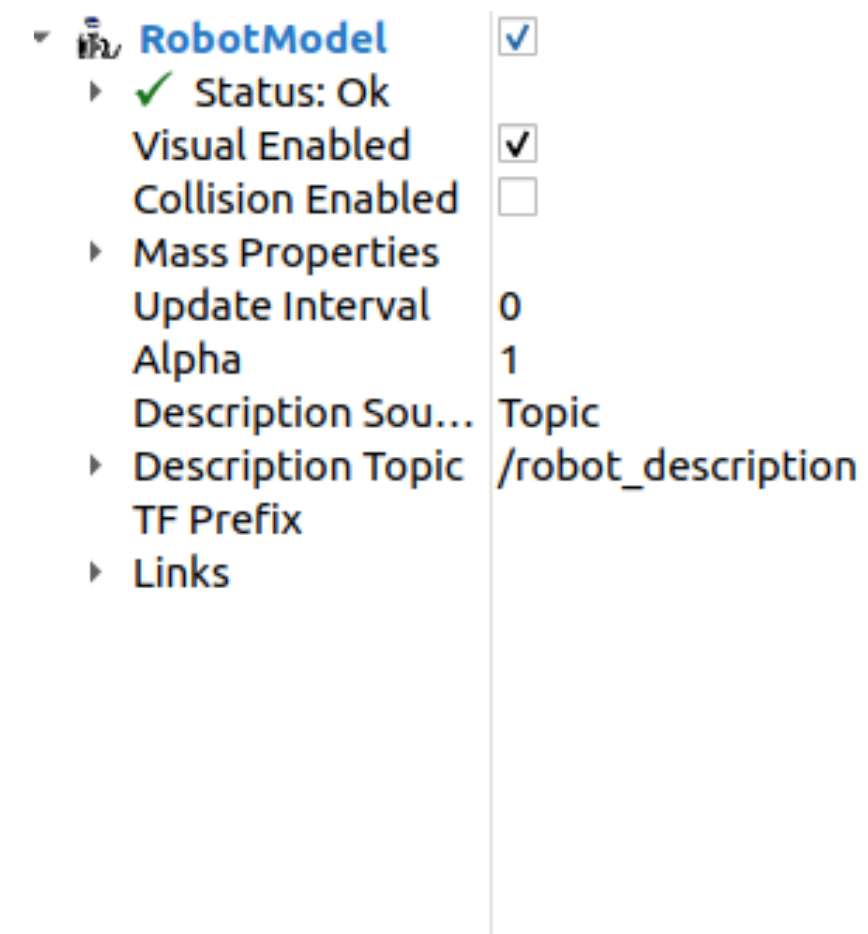 RobotModel
Status: Ok
Visual Enabled
Collision Enabled
Mass Properties
Update Interval 0
Alpha 1
Description Sou... Topic
Description Topic /robot_description
TF Prefix
Links